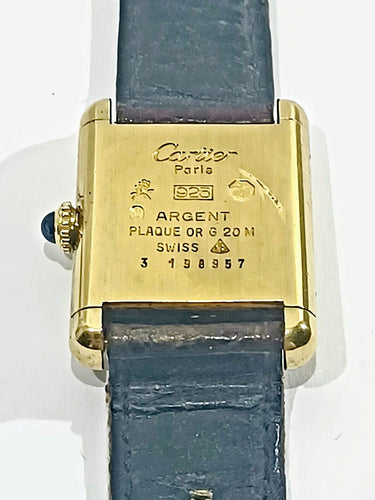 Cartier
Paris
925
ARGENT
PLAQUE OR G 20 M
SWISS
3 198957